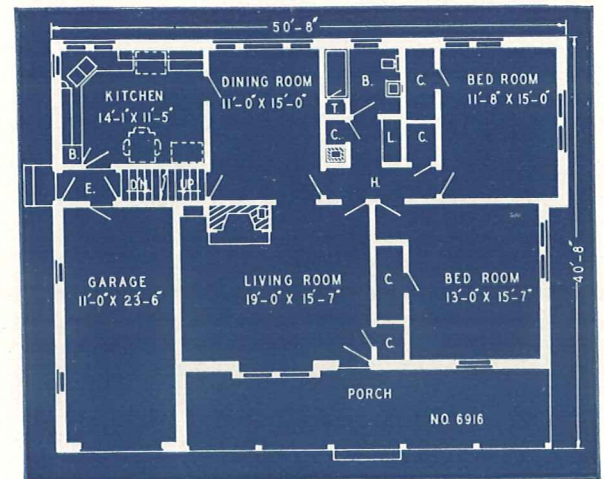 50'-8"
KITCHEN
14'-1" X 11'-5"
B.
DINING ROOM
11'-0" X 15'-0"
T.
B.
C.
C.
L.
C.
BED ROOM
11'-8" X 15'-0"
E.
D'N.
UP
H.
40'-8"
GARAGE
11'-0" X 23'-6"
LIVING ROOM
19'-0" X 15'-7"
C.
C.
BED ROOM
13'-0" X 15'-7"
PORCH
NO. 6916